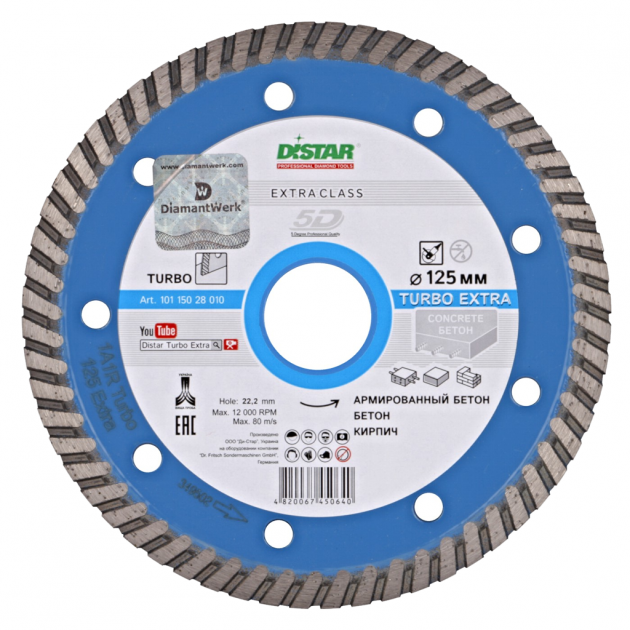 DISTAR
PROFESSIONAL DIAMOND TOOLS
EXTRA CLASS
5D
5 Degree Professional Quality
www.diamantwerk.com
W
DiamantWerk
TURBO
Art. 101 150 28 010
Ø 125 мм
TURBO EXTRA
CONCRETE
БЕТОН
You Tube
Distar Turbo Extra
Hole: 22,2 mm
Max. 12 000 RPM
Max. 80 m/s
EAC
АРМИРОВАННЫЙ БЕТОН
БЕТОН
КИРПИЧ
Произведено
ООО "Ди-Стар", Украина
на оборудовании компании
"Dr. Fritsch Sondermaschinen GmbH",
Германия
4 820067 450640
1A1R Turbo
125 Extra